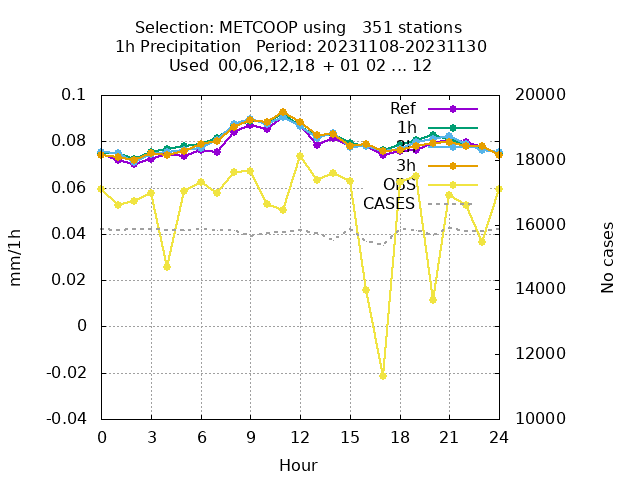 Selection: METCOOP using 351 stations
1h Precipitation Period: 20231108-20231130
Used 00,06,12,18 + 01 02 ... 12
0.1
0.08
0.06
0.04
0.02
0
-0.02
-0.04
mm/1h
20000
18000
16000
14000
12000
10000
No cases
Ref
1h
3h
OBS
CASES
0 3 6 9 12 15 18 21 24
Hour